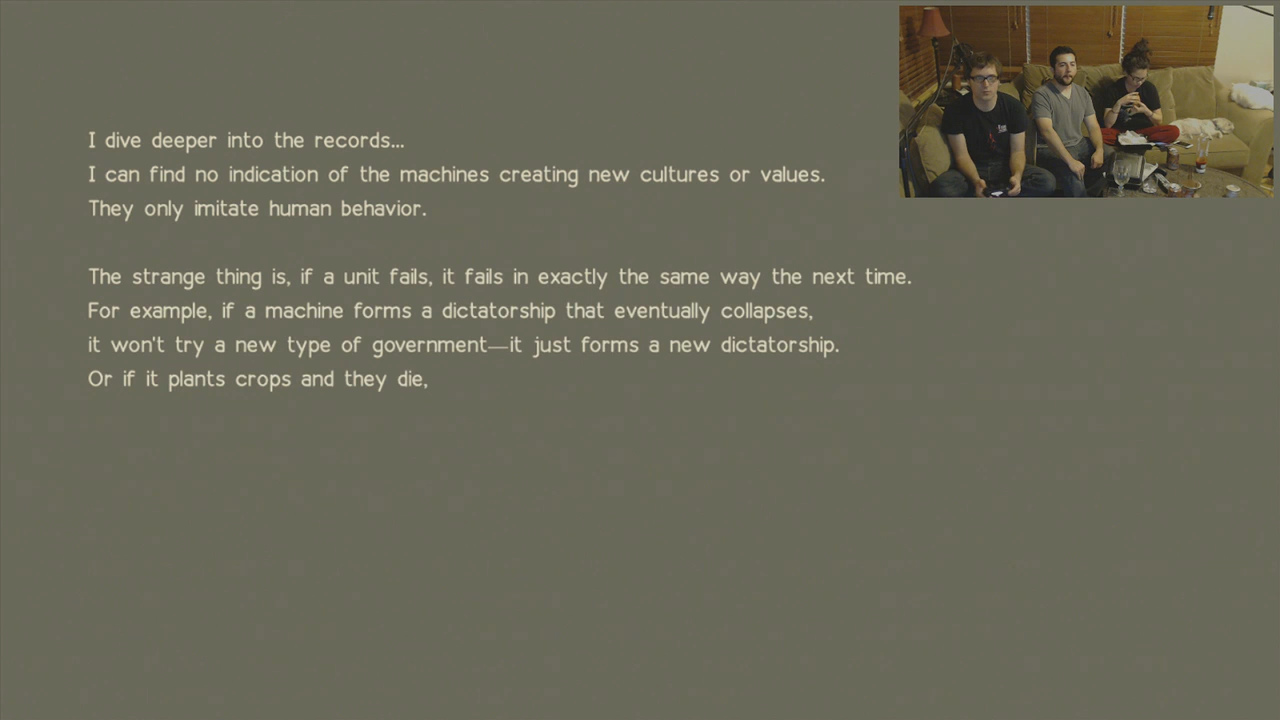 I dive deeper into the records...
I can find no indication of the machines creating new cultures or values.
They only imitate human behavior.
The strange thing is, if a unit fails, it fails in exactly the same way the next time.
For example, if a machine forms a dictatorship that eventually collapses,
it won't try a new type of government—it just forms a new dictatorship.
Or if it plants crops and they die,